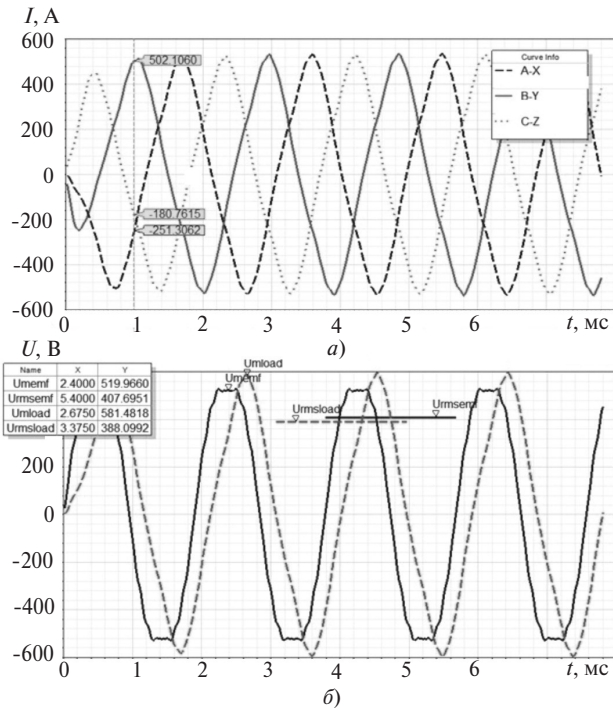 I, А
600
400
200
0
-200
-400
-600
502.1060
-180.7615
-251.3062
Curve Info
A-X
B-Y
C-Z
0 1 2 3 4 5 6 t, мс
а)
U, В
Name X Y
Umemf 2.4000 519.9660
Urmsemf 5.4000 407.6951
Umload 2.6750 581.4818
Urmsload 3.3750 388.0992
Umload
Umemf
Urmsload
Urmsemf
400
200
0
-200
-400
-600
0 1 2 3 4 5 6 t, мс
б)